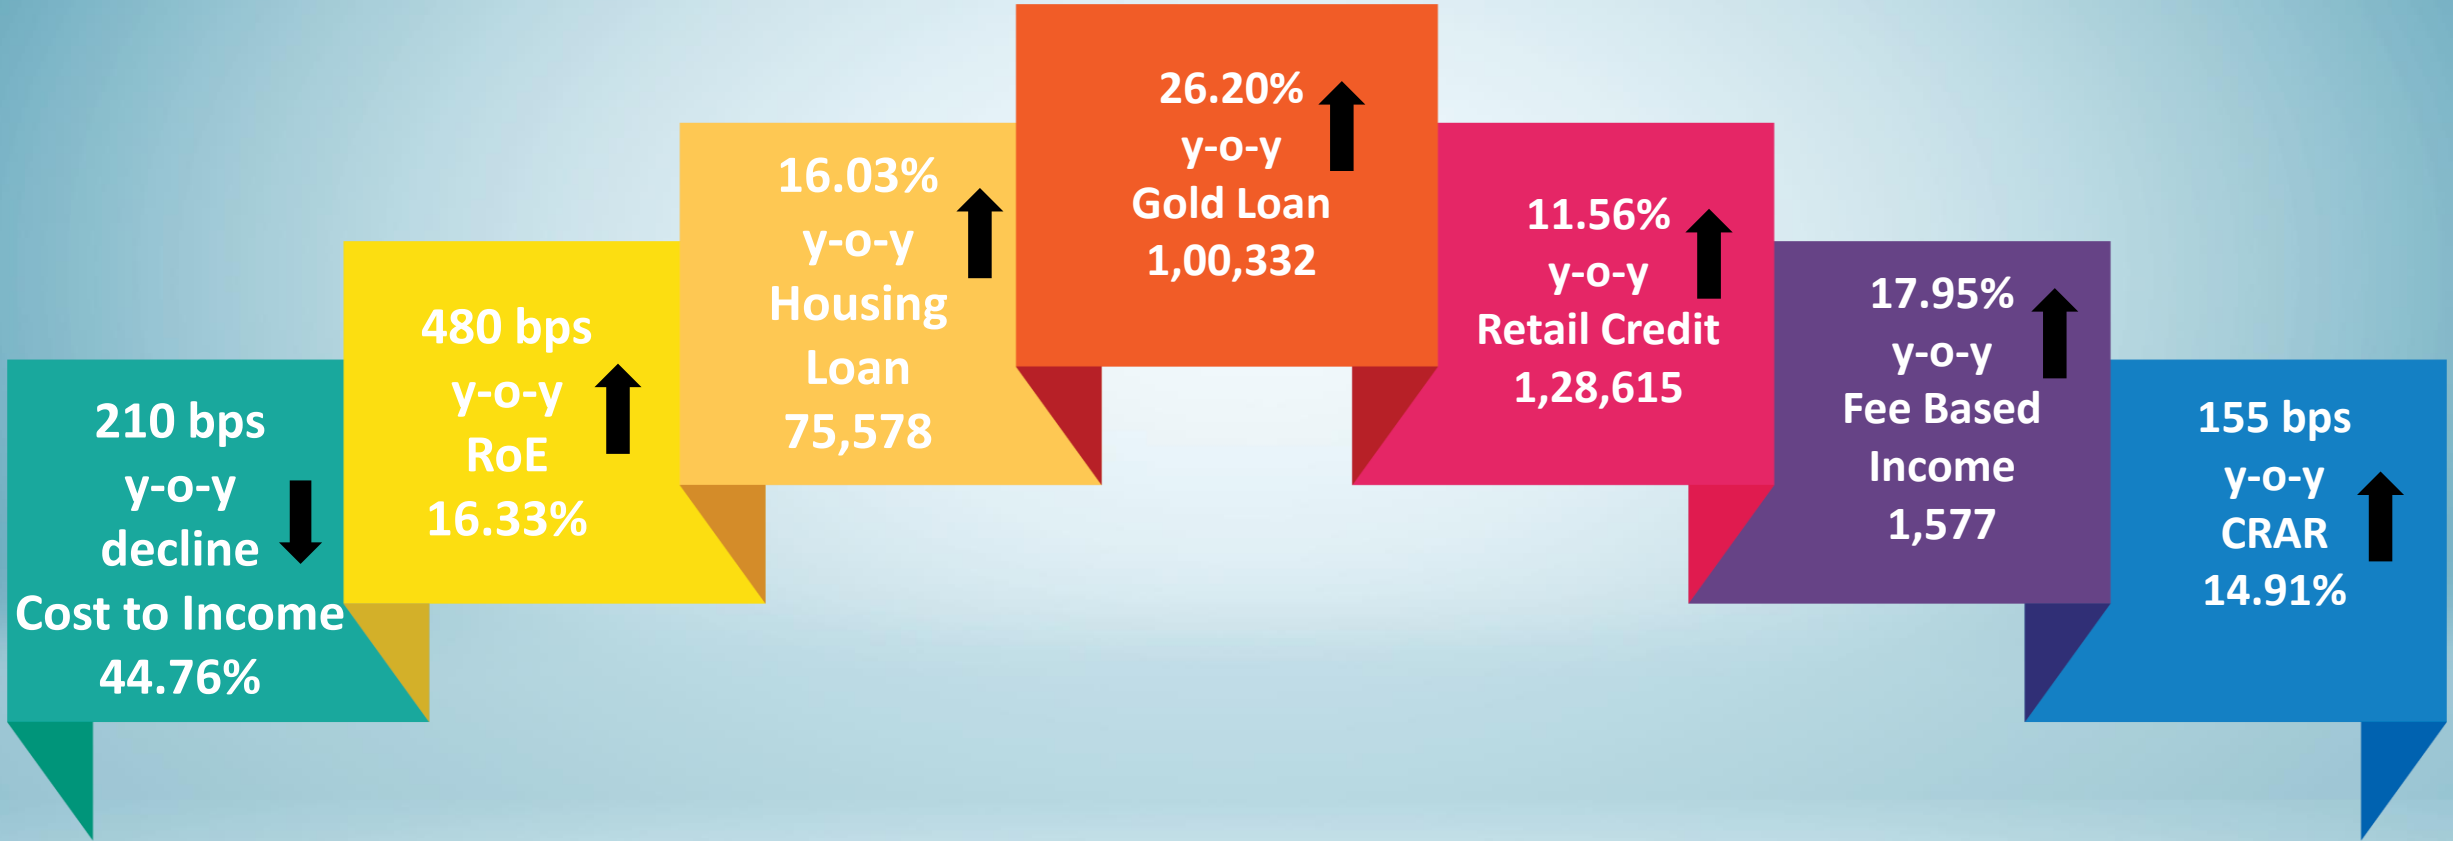 210 bps
y-o-y
decline
Cost to Income
44.76%
480 bps
y-o-y
RoE
16.33%
16.03%
y-o-y
Housing
Loan
75,578
26.20%
y-o-y
Gold Loan
1,00,332
11.56%
y-o-y
Retail Credit
1,28,615
17.95%
y-o-y
Fee Based
Income
1,577
155 bps
y-o-y
CRAR
14.91%